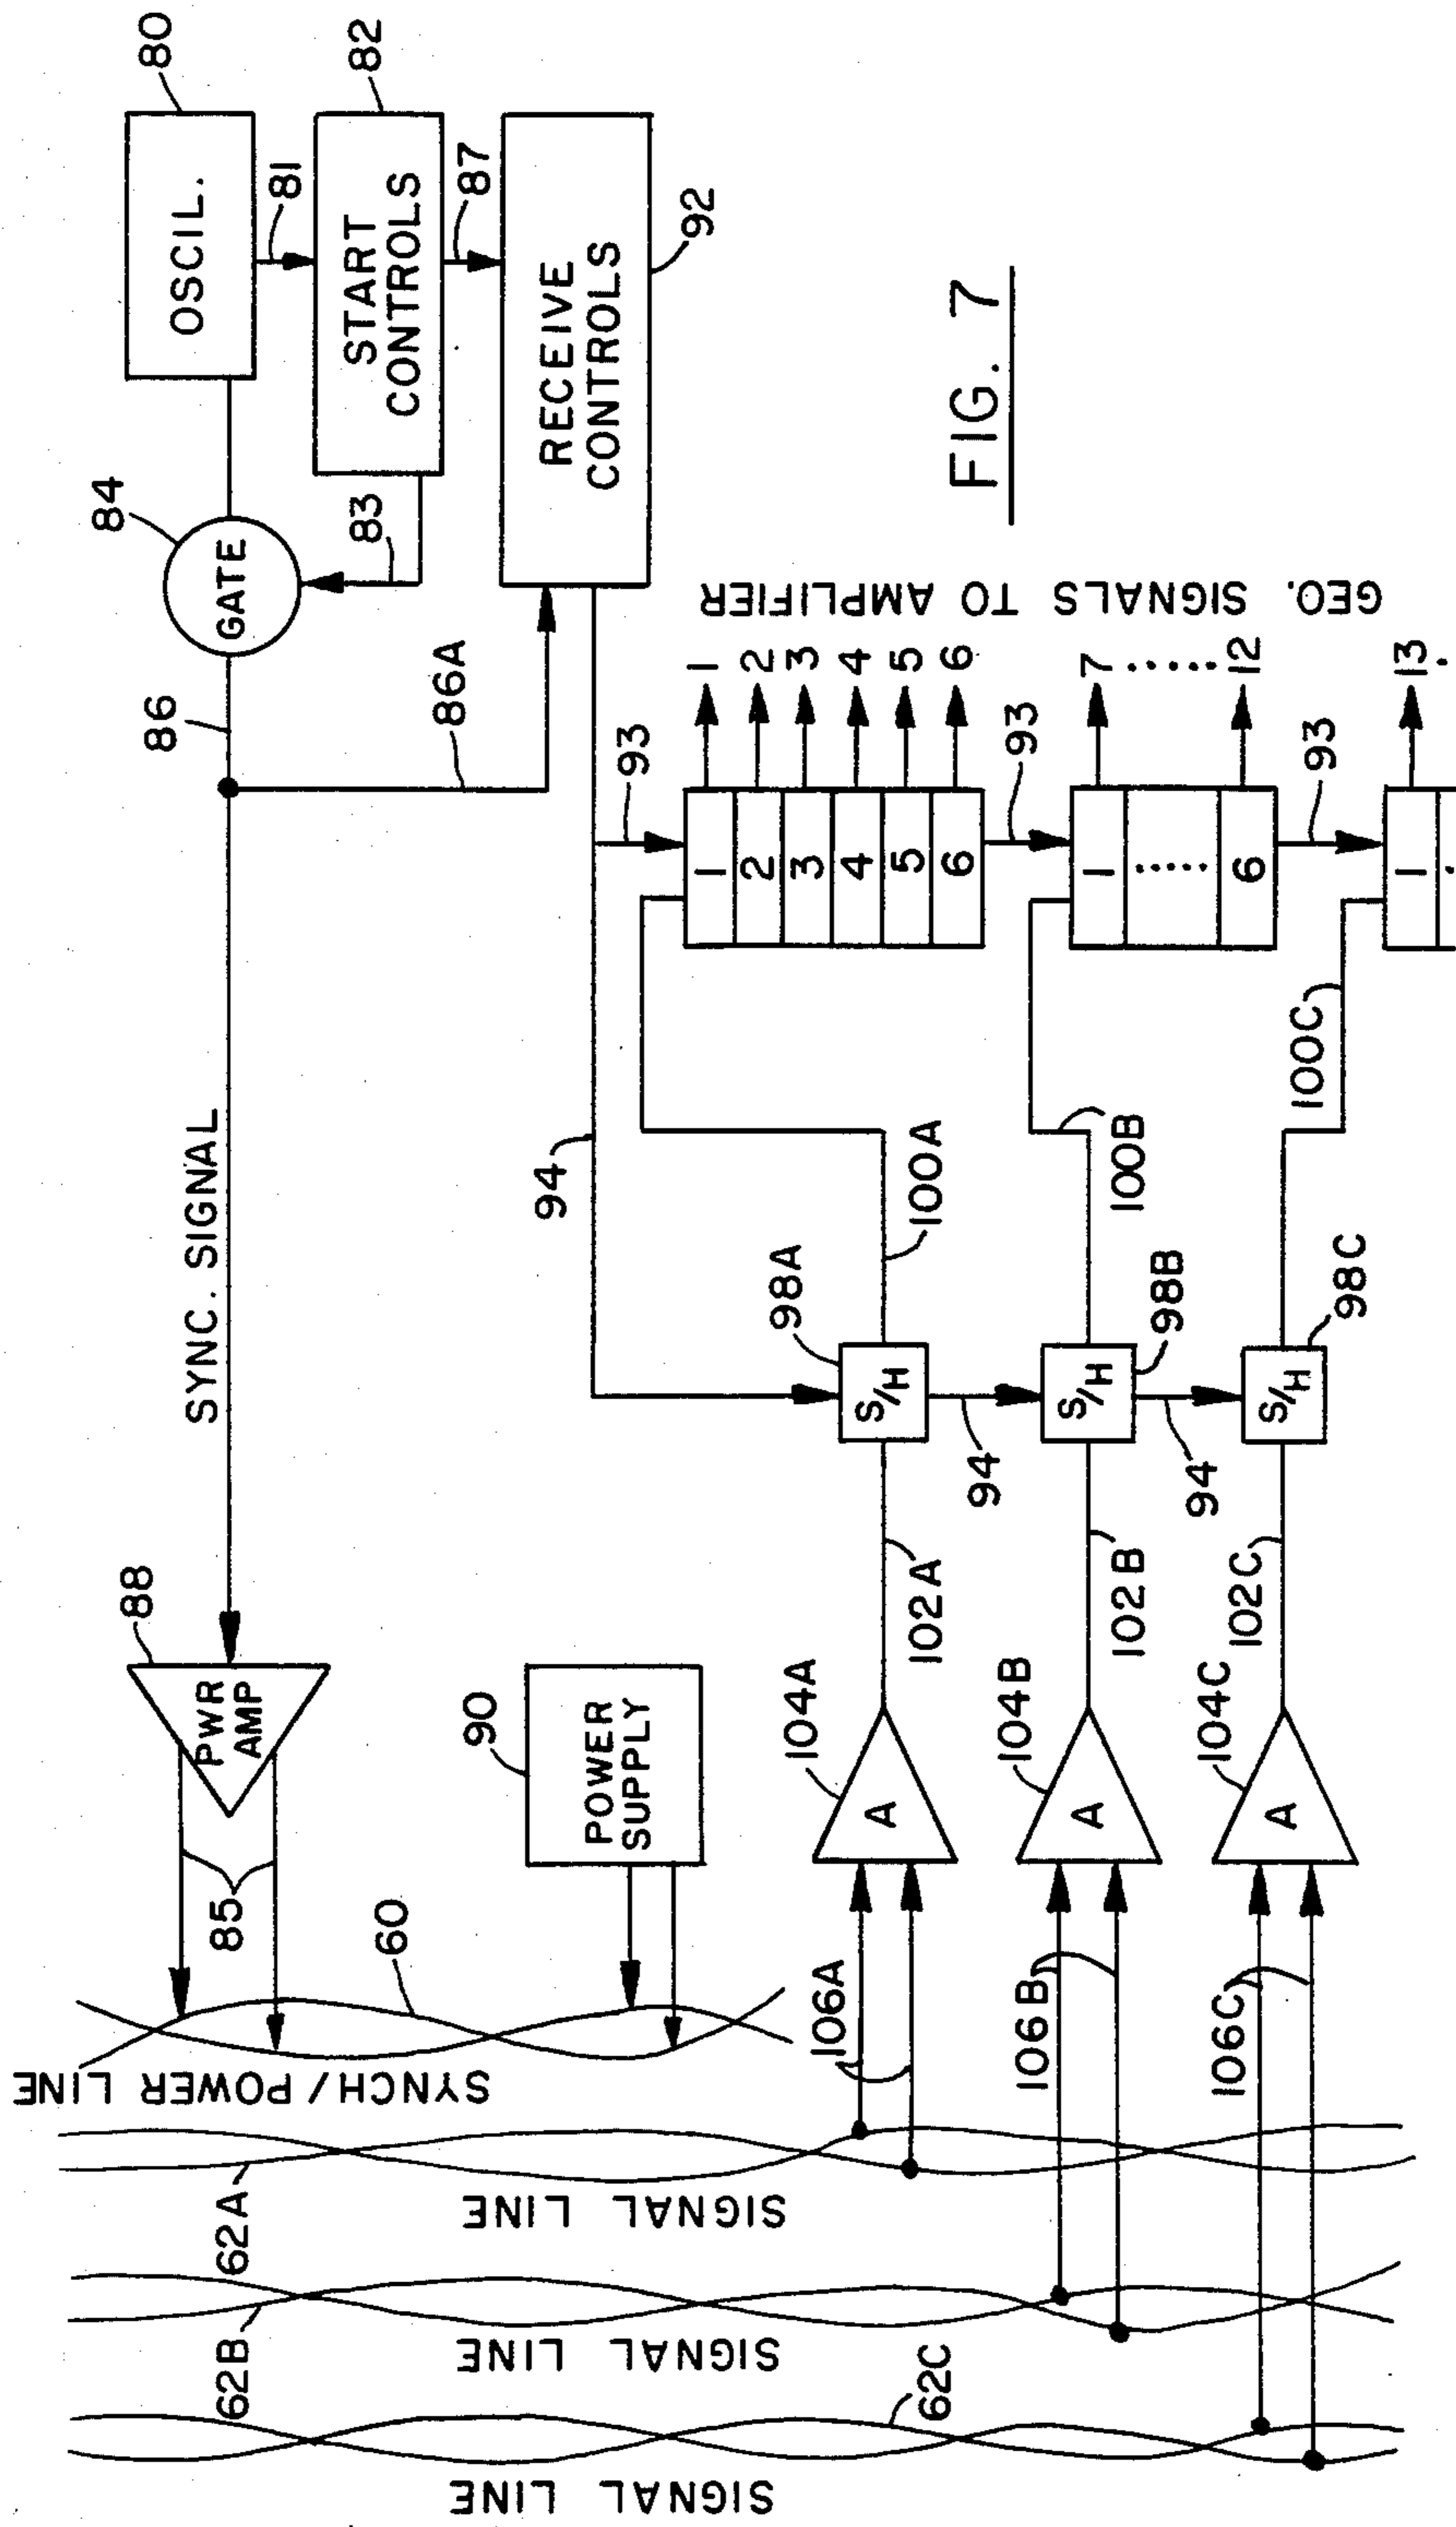 80
OSCIL.
81
82
START
CONTROLS
87
84
GATE
83
RECEIVE
CONTROLS
92
86
86A
SYNC. SIGNAL
88
PWR
AMP
85
90
POWER
SUPPLY
60
SYNCH/POWER LINE
94
93
1
2
3
4
5
6
1
2
3
4
5
6
GEO. SIGNALS TO AMPLIFIER
93
1
.....
6
7
.....
12
93
1
.
13
.
62A
SIGNAL LINE
106A
104A
A
102A
98A
S/H
100A
94
62B
SIGNAL LINE
106B
104B
A
102B
98B
S/H
100B
94
62C
SIGNAL LINE
106C
104C
A
102C
98C
S/H
100C
FIG. 7